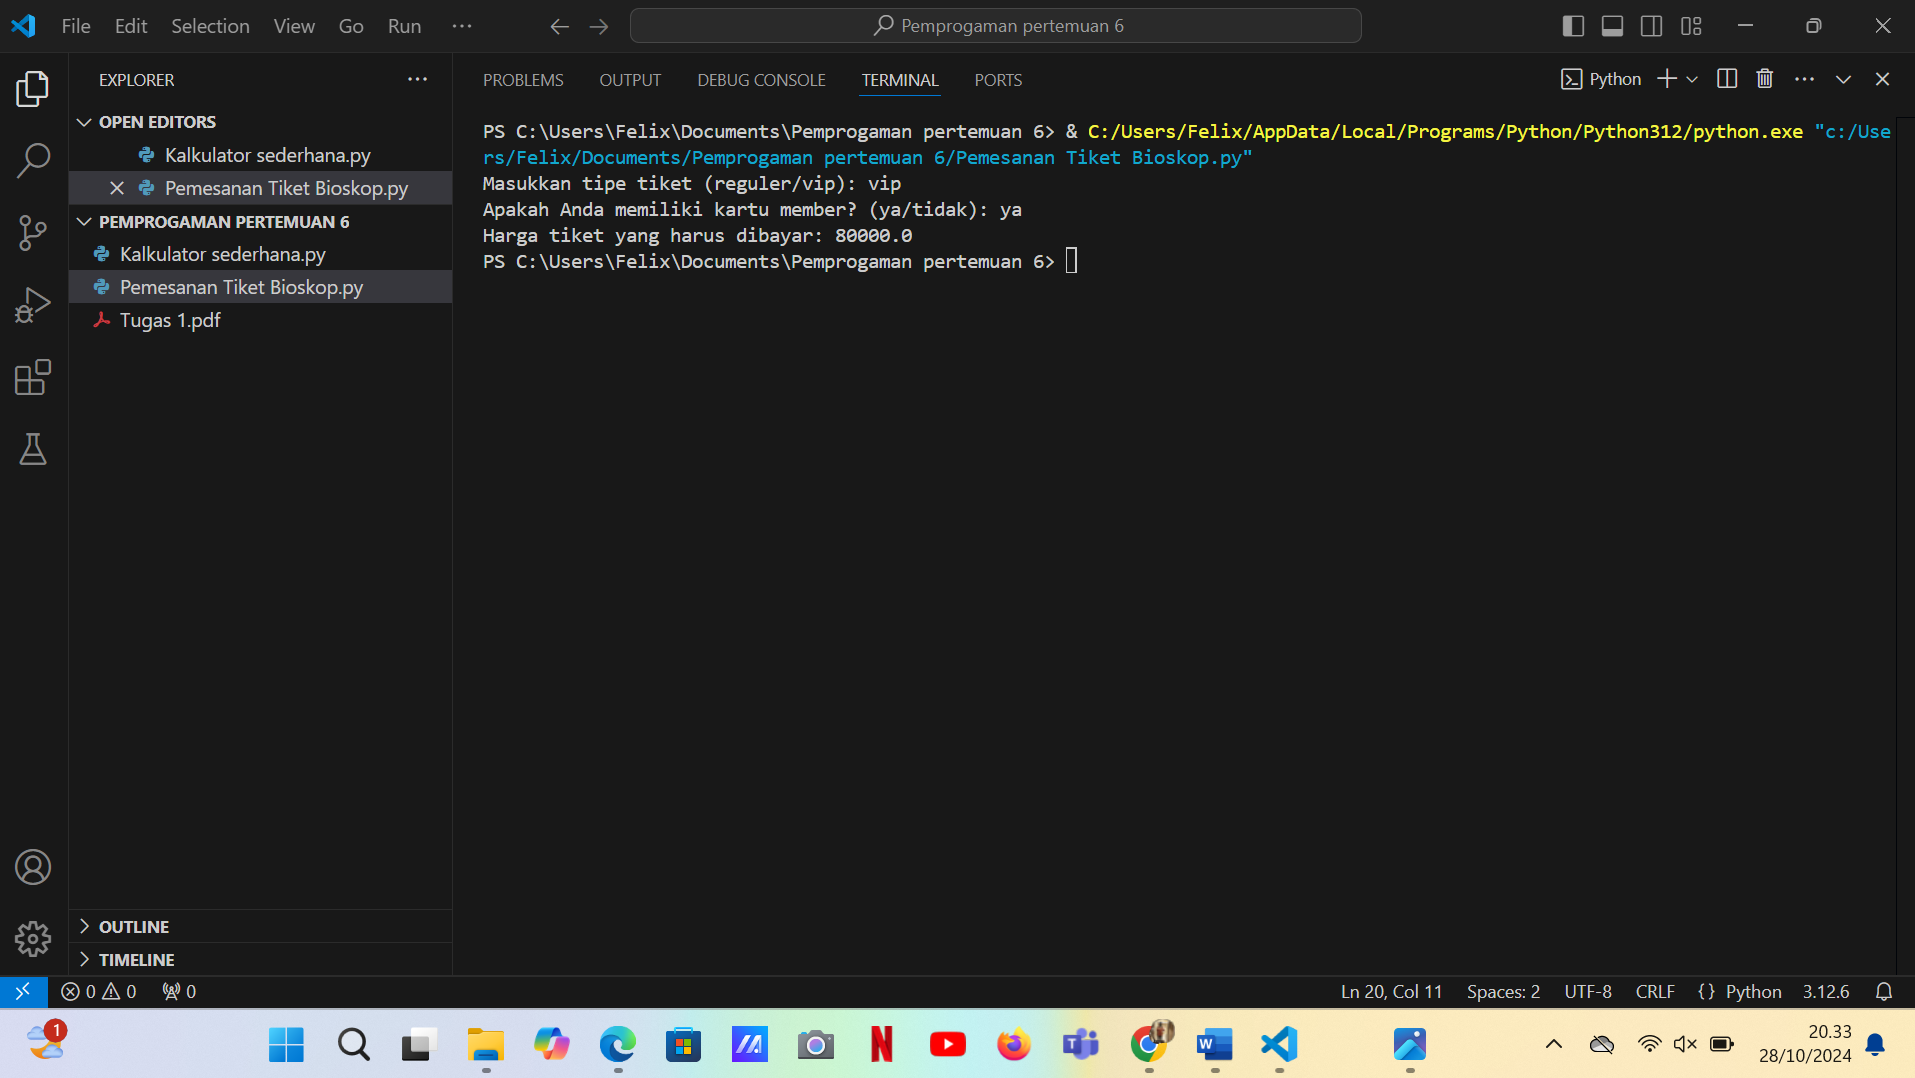 File Edit Selection View Go Run ··· Pemprogaman pertemuan 6
EXPLORER ···
OPEN EDITORS
Kalkulator sederhana.py
Pemesanan Tiket Bioskop.py
PEMPROGAMAN PERTEMUAN 6
Kalkulator sederhana.py
Pemesanan Tiket Bioskop.py
Tugas 1.pdf
OUTLINE
TIMELINE
PROBLEMS OUTPUT DEBUG CONSOLE TERMINAL PORTS Python ···
PS C:\Users\Felix\Documents\Pemprogaman pertemuan 6> & C:/Users/Felix/AppData/Local/Programs/Python/Python312/python.exe "c:/Use
rs/Felix/Documents/Pemprogaman pertemuan 6/Pemesanan Tiket Bioskop.py"
Masukkan tipe tiket (reguler/vip): vip
Apakah Anda memiliki kartu member? (ya/tidak): ya
Harga tiket yang harus dibayar: 80000.0
PS C:\Users\Felix\Documents\Pemprogaman pertemuan 6>
0 0 0 Ln 20, Col 11 Spaces: 2 UTF-8 CRLF {} Python 3.12.6
1 20.33
28/10/2024